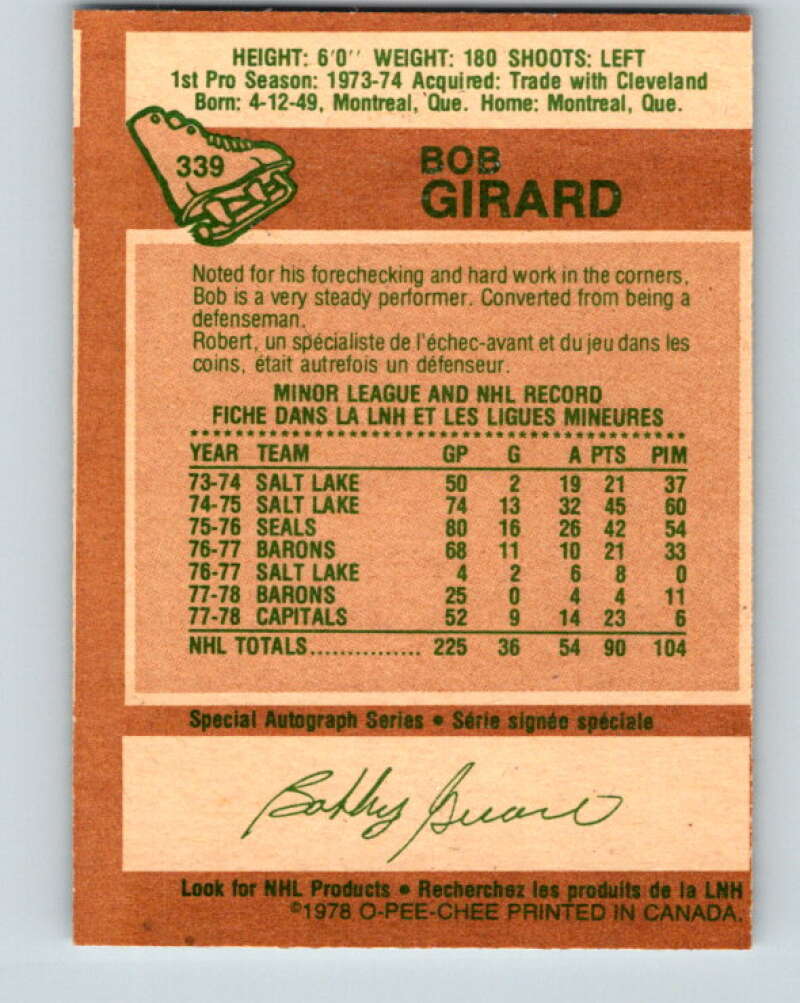 HEIGHT: 6'0'' WEIGHT: 180 SHOOTS: LEFT
1st Pro Season: 1973-74 Acquired: Trade with Cleveland
Born: 4-12-49, Montreal, Que. Home: Montreal, Que.
339
BOB
GIRARD
Noted for his forechecking and hard work in the corners,
Bob is a very steady performer. Converted from being a
defenseman.
Robert, un spécialiste de l'échec-avant et du jeu dans les
coins, était autrefois un défenseur.
MINOR LEAGUE AND NHL RECORD
FICHE DANS LA LNH ET LES LIGUES MINEURES
YEAR TEAM GP G A PTS PIM
73-74 SALT LAKE 50 2 19 21 37
74-75 SALT LAKE 74 13 32 45 60
75-76 SEALS 80 16 26 42 54
76-77 BARONS 68 11 10 21 33
76-77 SALT LAKE 4 2 6 8 0
77-78 BARONS 25 0 4 4 11
77-78 CAPITALS 52 9 14 23 6
NHL TOTALS............... 225 36 54 90 104
Special Autograph Series • Série signée spéciale
Bobby Girard
Look for NHL Products • Recherchez les produits de la LNH
©1978 O-PEE-CHEE PRINTED IN CANADA.